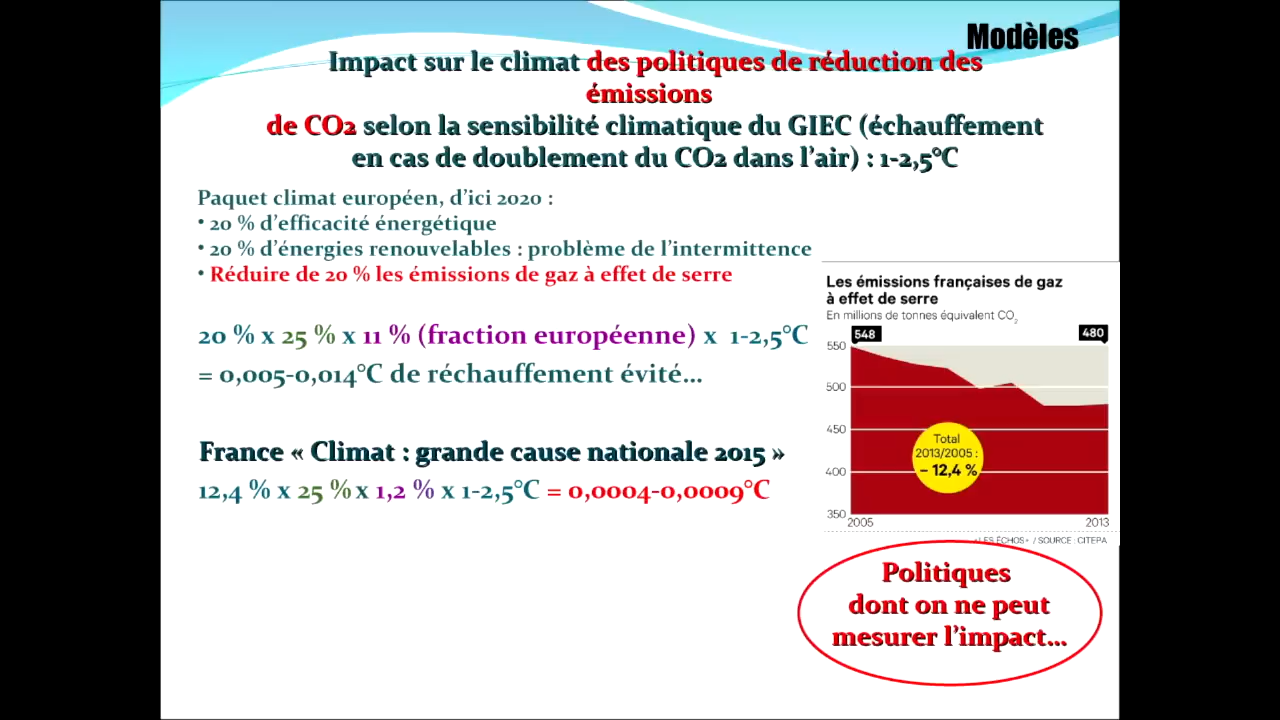 Modèles
Impact sur le climat des politiques de réduction des
émissions
de CO2 selon la sensibilité climatique du GIEC (échauffement
en cas de doublement du CO2 dans l'air) : 1-2,5°C
Paquet climat européen, d'ici 2020 :
• 20 % d'efficacité énergétique
• 20 % d'énergies renouvelables : problème de l'intermittence
• Réduire de 20 % les émissions de gaz à effet de serre
20 % x 25 % x 11 % (fraction européenne) x 1-2,5°C
= 0,005-0,014°C de réchauffement évité...
France « Climat : grande cause nationale 2015 »
12,4 % x 25 % x 1,2 % x 1-2,5°C = 0,0004-0,0009°C
Les émissions françaises de gaz
à effet de serre
En millions de tonnes équivalent CO2
548
480
550
500
450
400
350
Total
2013/2005 :
– 12,4 %
2005
2013
«LES ÉCHOS» / SOURCE : CITEPA
Politiques
dont on ne peut
mesurer l'impact...